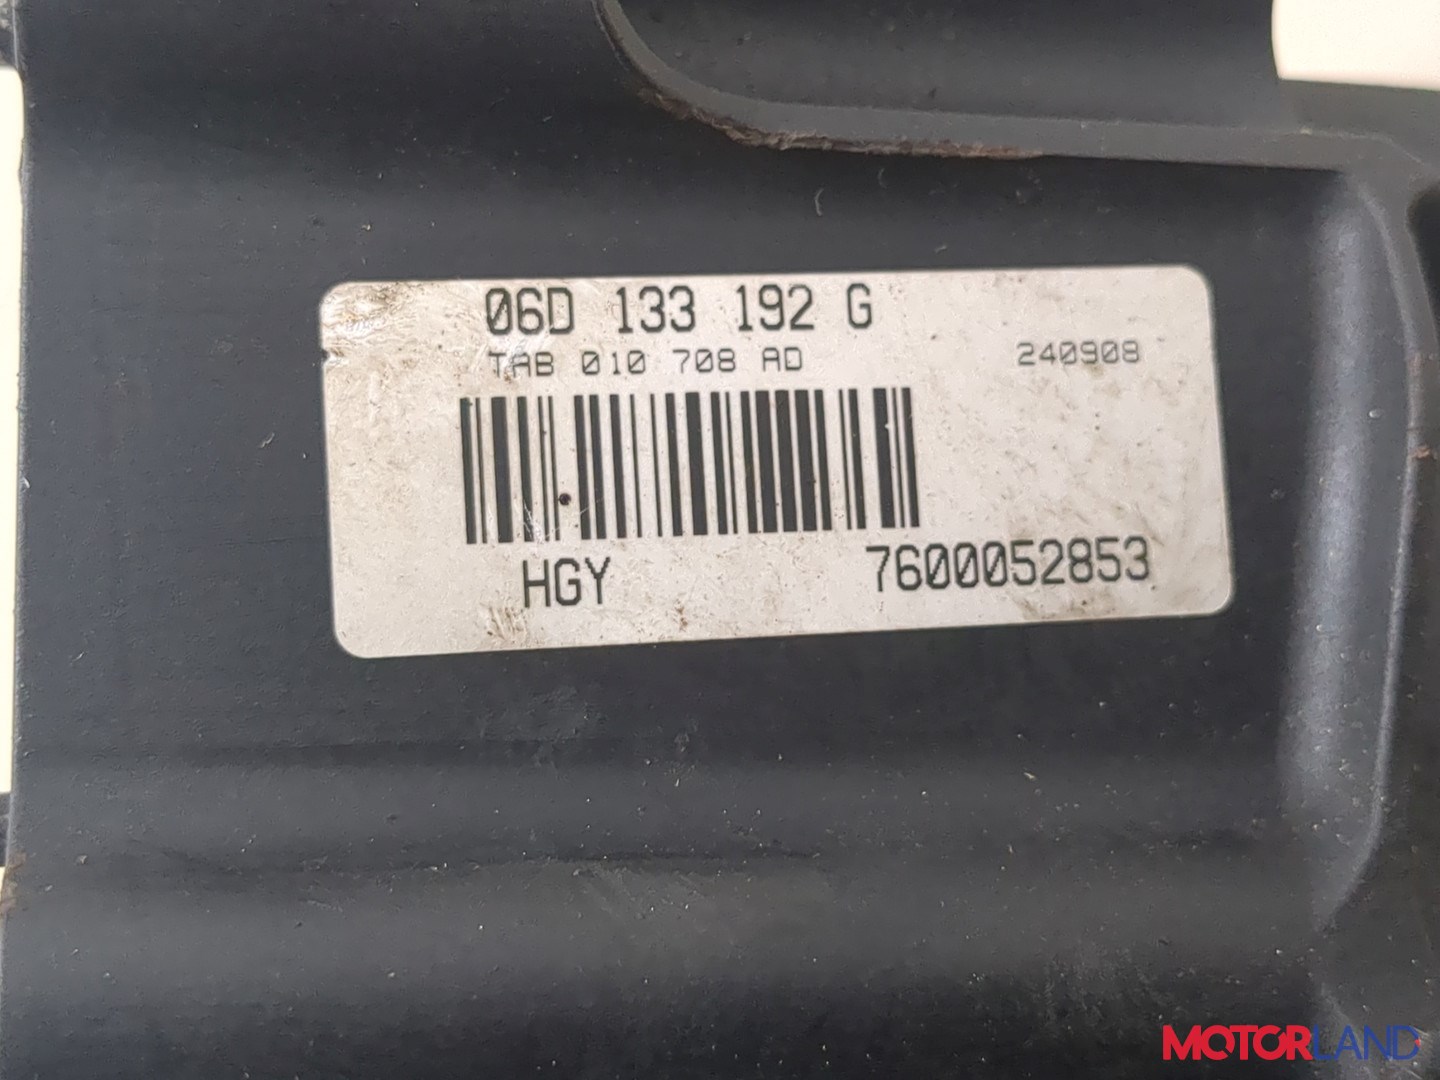 06D 133 192 G
TAB 010 708 AD 240908
HGY 7600052853
MOTORLAND